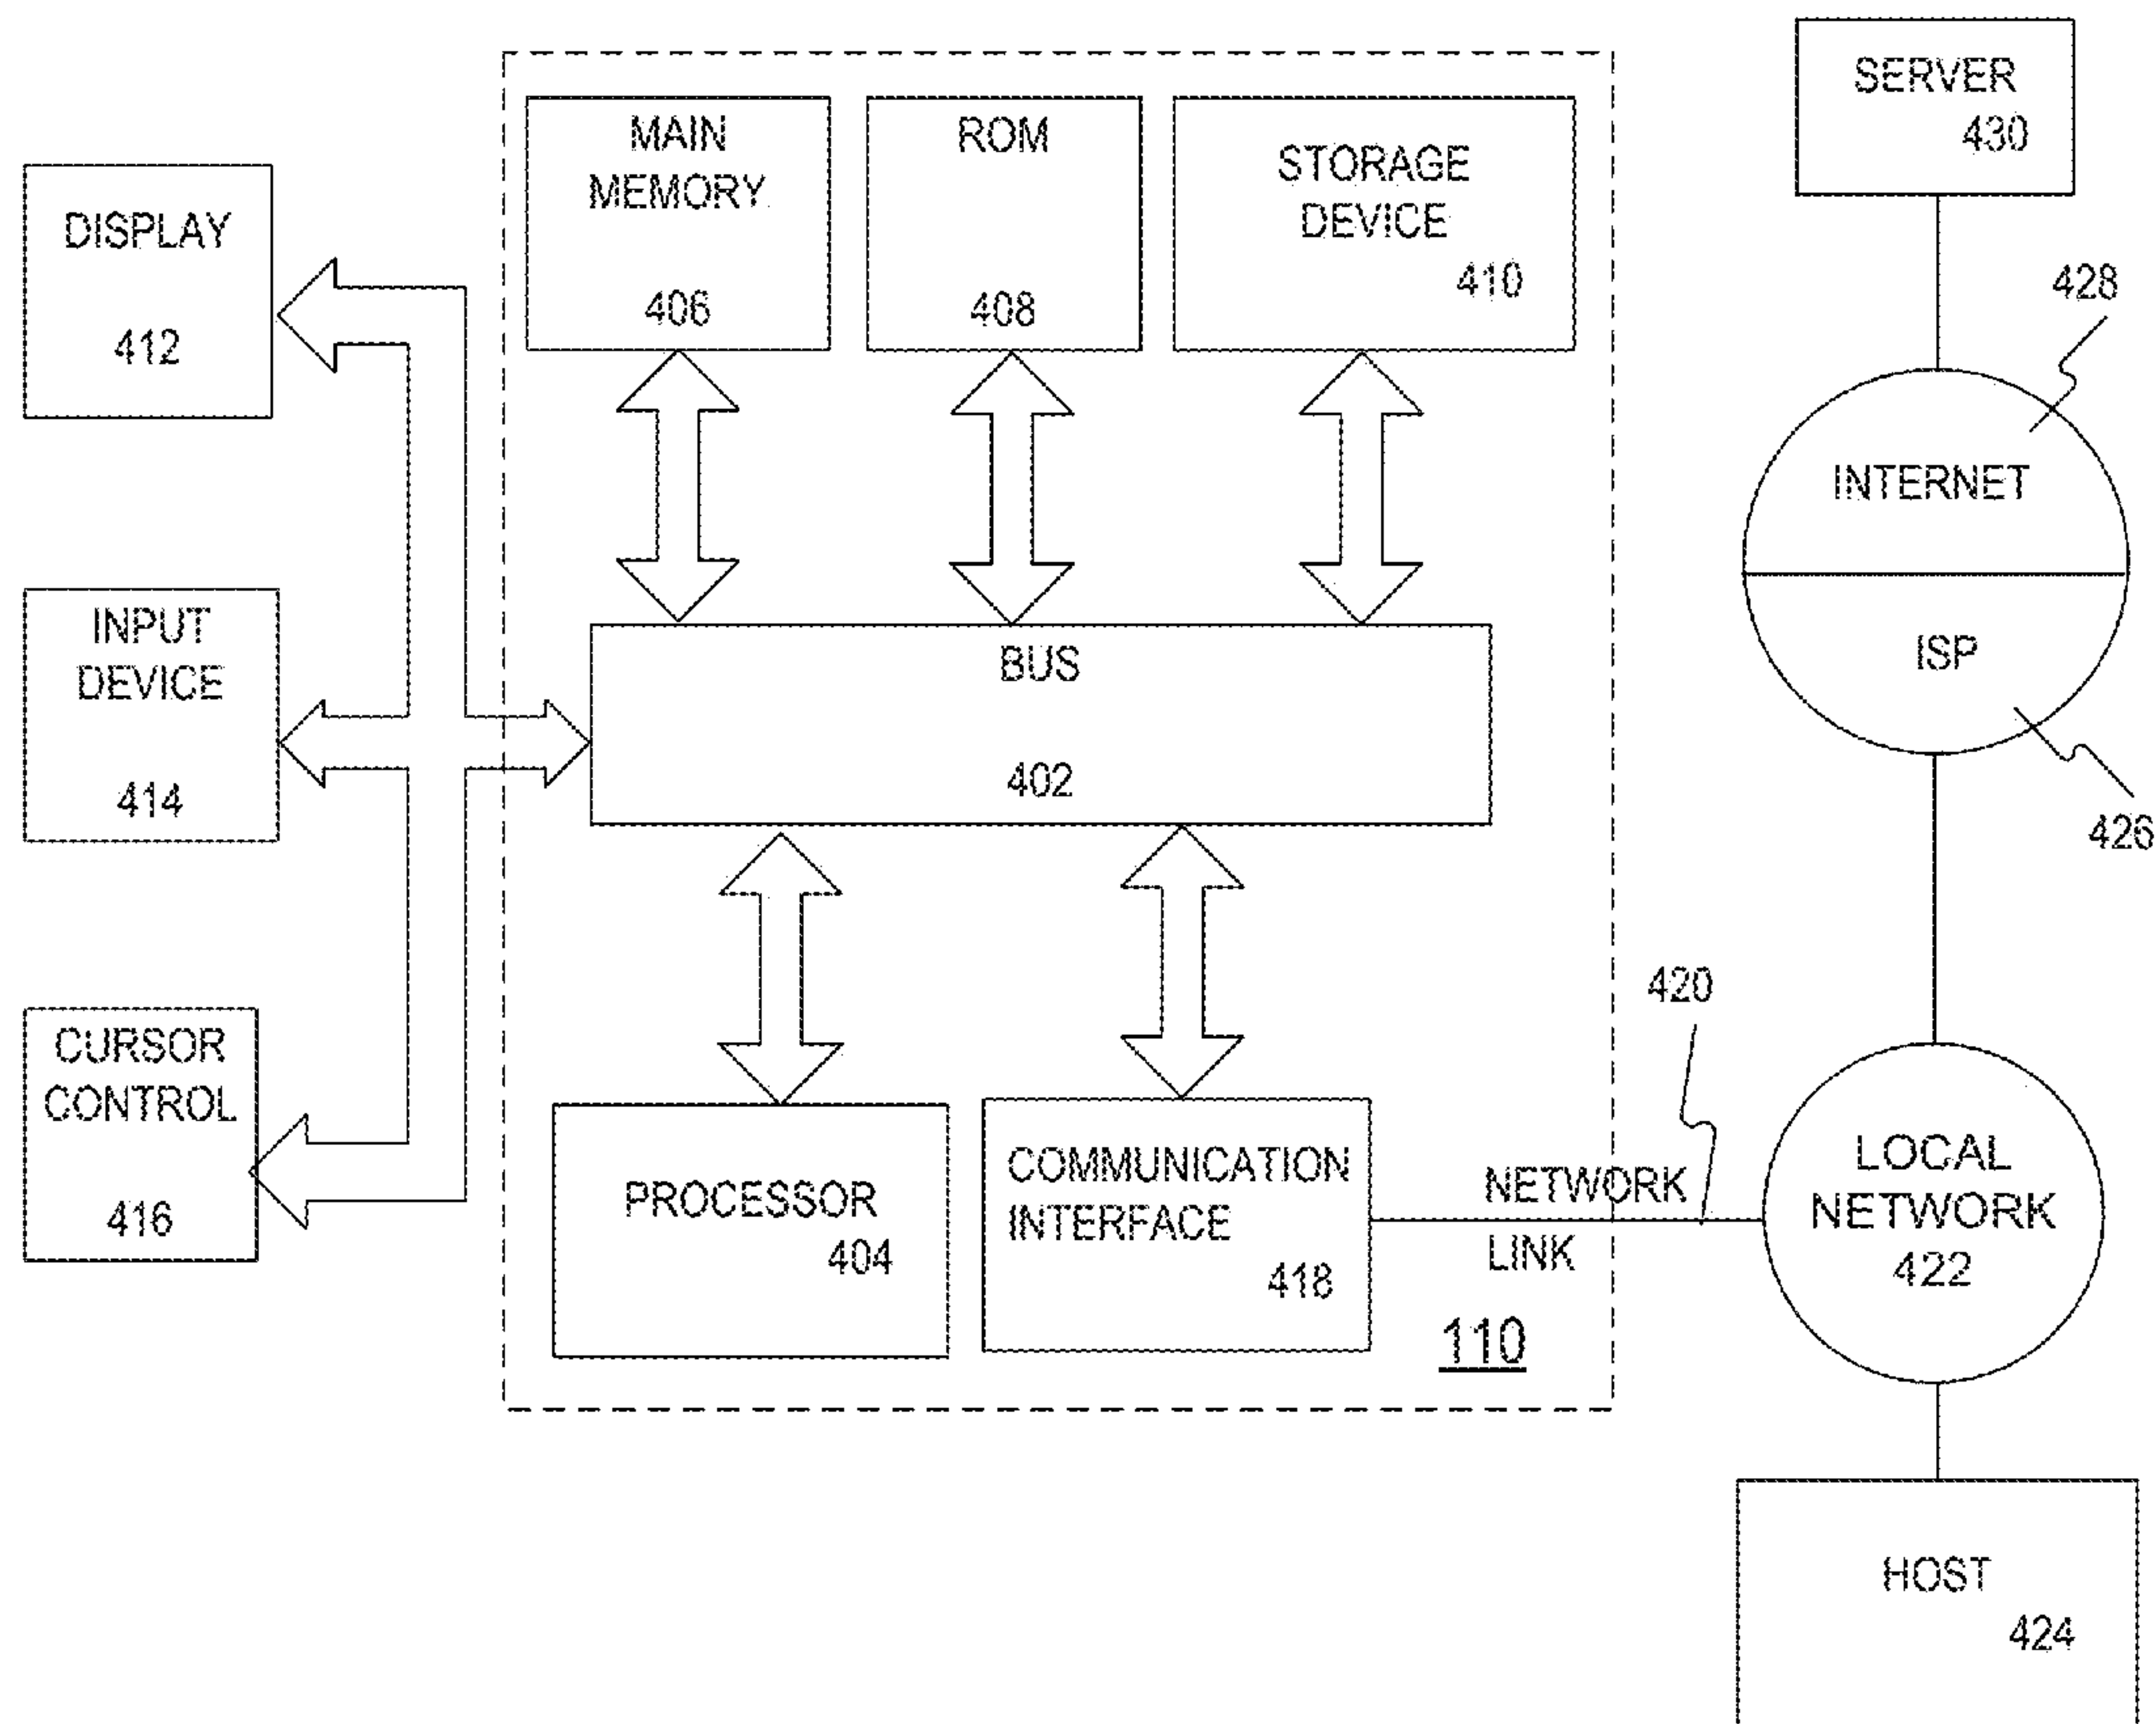 DISPLAY
412
INPUT
DEVICE
414
CURSOR
CONTROL
416
MAIN
MEMORY
406
ROM
408
STORAGE
DEVICE
410
BUS
402
PROCESSOR
404
COMMUNICATION
INTERFACE
418
110
NETWORK
LINK
420
SERVER
430
428
INTERNET
ISP
426
LOCAL
NETWORK
422
HOST
424